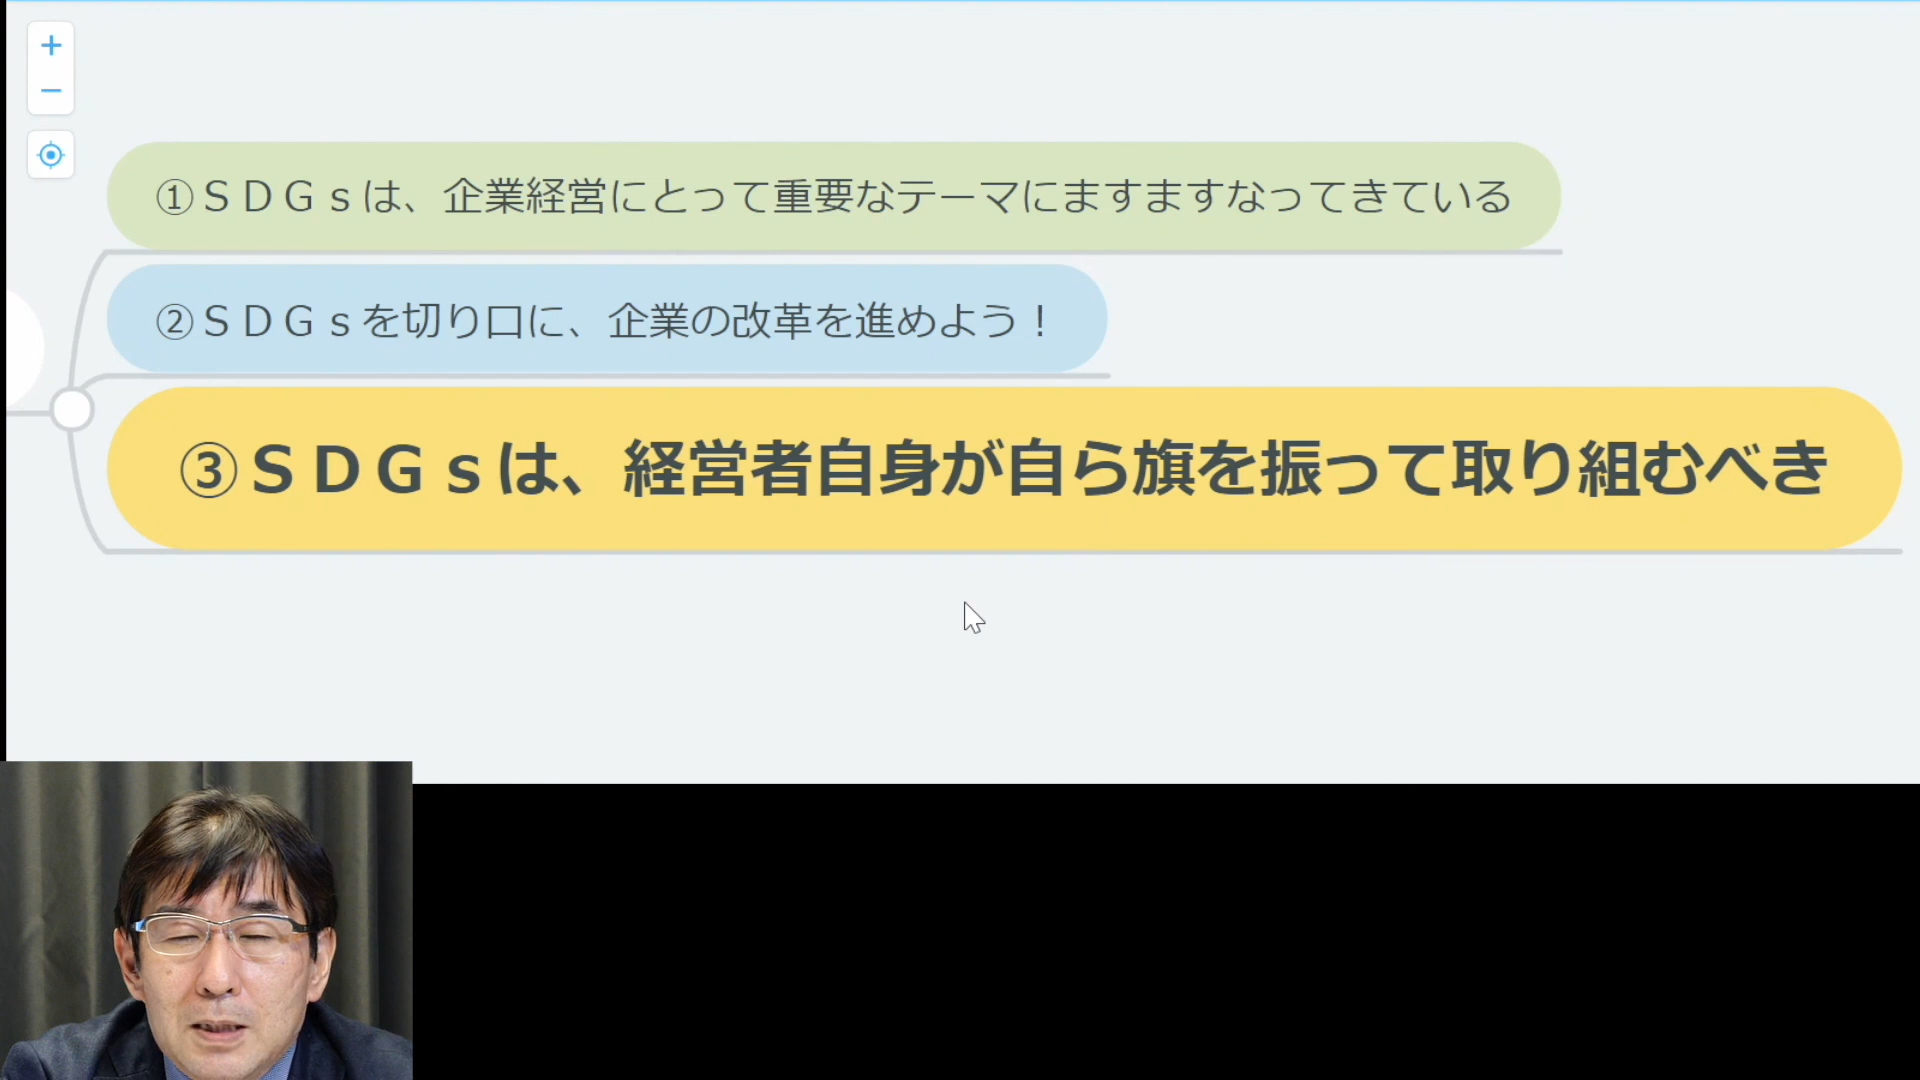 ①ＳＤＧｓは、企業経営にとって重要なテーマにますますなってきている
②ＳＤＧｓを切り口に、企業の改革を進めよう！
③ＳＤＧｓは、経営者自身が自ら旗を振って取り組むべき